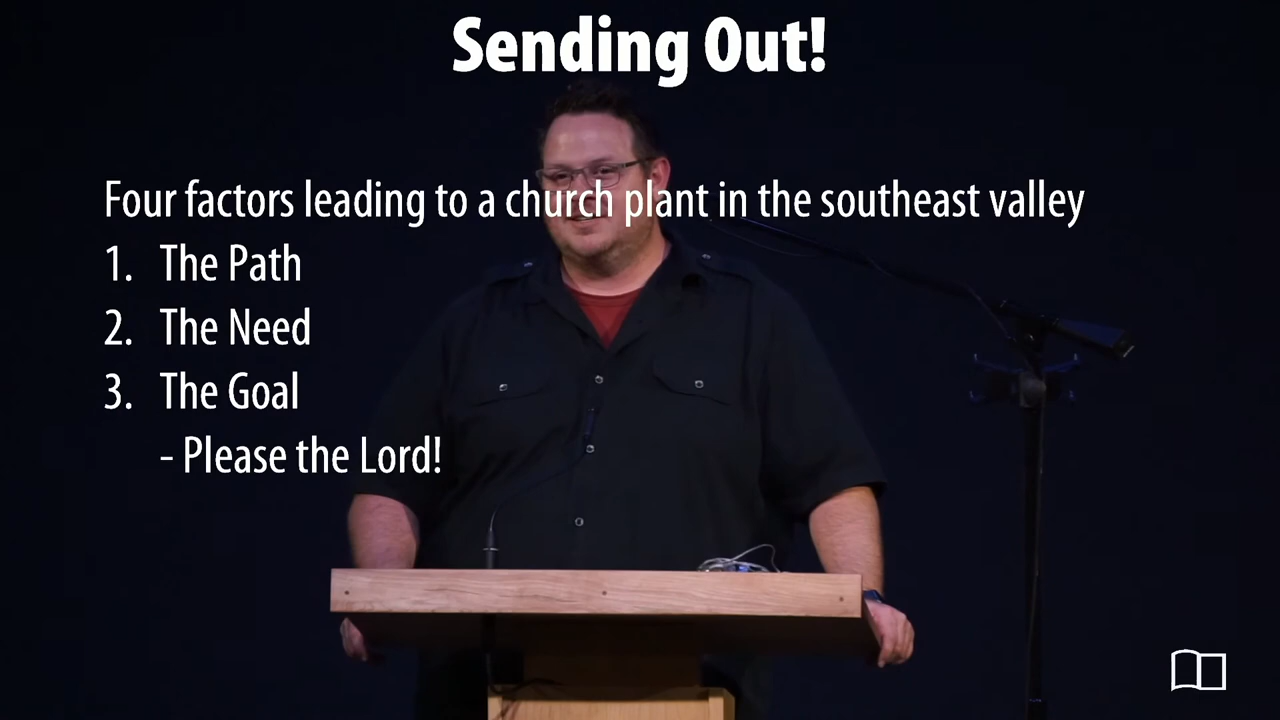 Sending Out!
Four factors leading to a church plant in the southeast valley
1. The Path
2. The Need
3. The Goal
- Please the Lord!